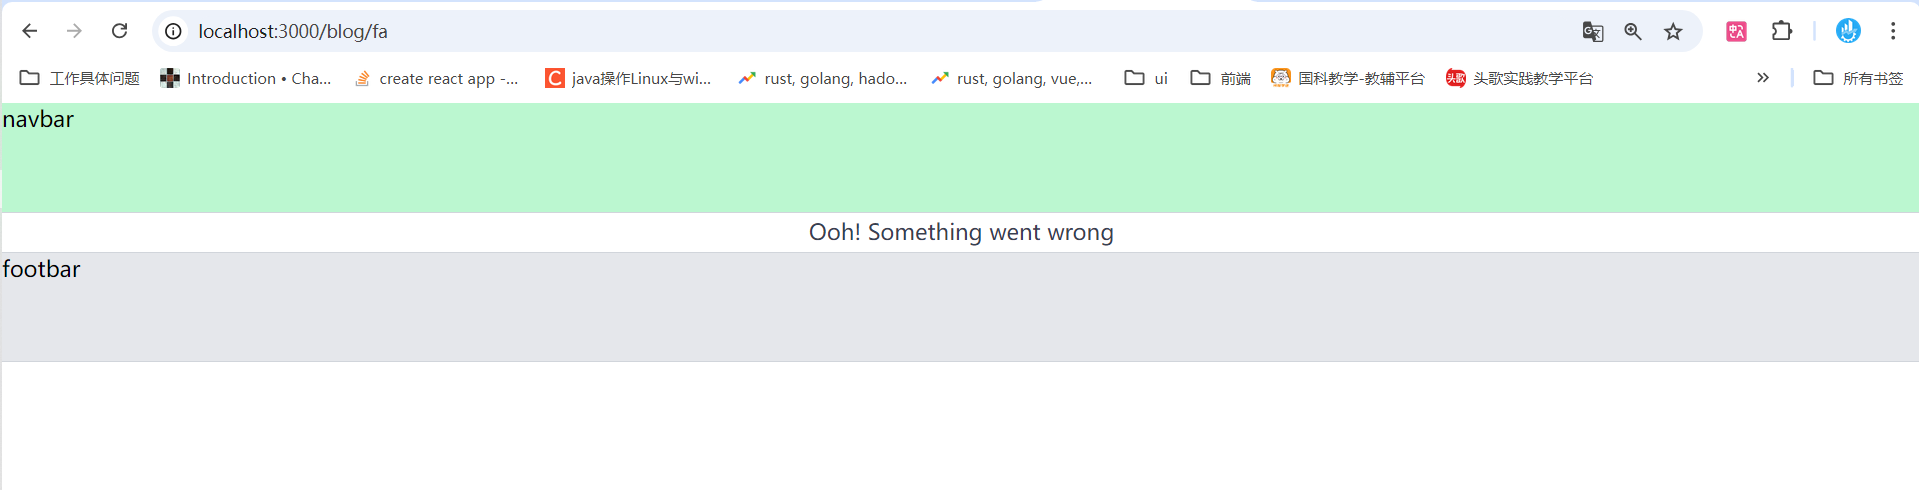 localhost:3000/blog/fa
工作具体问题 Introduction • Cha... create react app -... java操作Linux与wi... rust, golang, hado... rust, golang, vue,... ui 前端 国科教学-教辅平台 头歌 头歌实践教学平台 » 所有书签
navbar
Ooh! Something went wrong
footbar